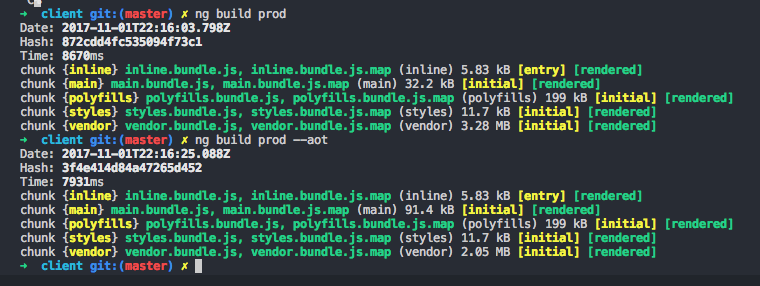 ➜ client git:(master) ✗ ng build prod
Date: 2017-11-01T22:16:03.798Z
Hash: 872cdd4fc535094f73c1
Time: 8670ms
chunk {inline} inline.bundle.js, inline.bundle.js.map (inline) 5.83 kB [entry] [rendered]
chunk {main} main.bundle.js, main.bundle.js.map (main) 32.2 kB [initial] [rendered]
chunk {polyfills} polyfills.bundle.js, polyfills.bundle.js.map (polyfills) 199 kB [initial] [rendered]
chunk {styles} styles.bundle.js, styles.bundle.js.map (styles) 11.7 kB [initial] [rendered]
chunk {vendor} vendor.bundle.js, vendor.bundle.js.map (vendor) 3.28 MB [initial] [rendered]
➜ client git:(master) ✗ ng build prod --aot
Date: 2017-11-01T22:16:25.088Z
Hash: 3f4e414d84a47265d452
Time: 7931ms
chunk {inline} inline.bundle.js, inline.bundle.js.map (inline) 5.83 kB [entry] [rendered]
chunk {main} main.bundle.js, main.bundle.js.map (main) 91.4 kB [initial] [rendered]
chunk {polyfills} polyfills.bundle.js, polyfills.bundle.js.map (polyfills) 199 kB [initial] [rendered]
chunk {styles} styles.bundle.js, styles.bundle.js.map (styles) 11.7 kB [initial] [rendered]
chunk {vendor} vendor.bundle.js, vendor.bundle.js.map (vendor) 2.05 MB [initial] [rendered]
➜ client git:(master) ✗